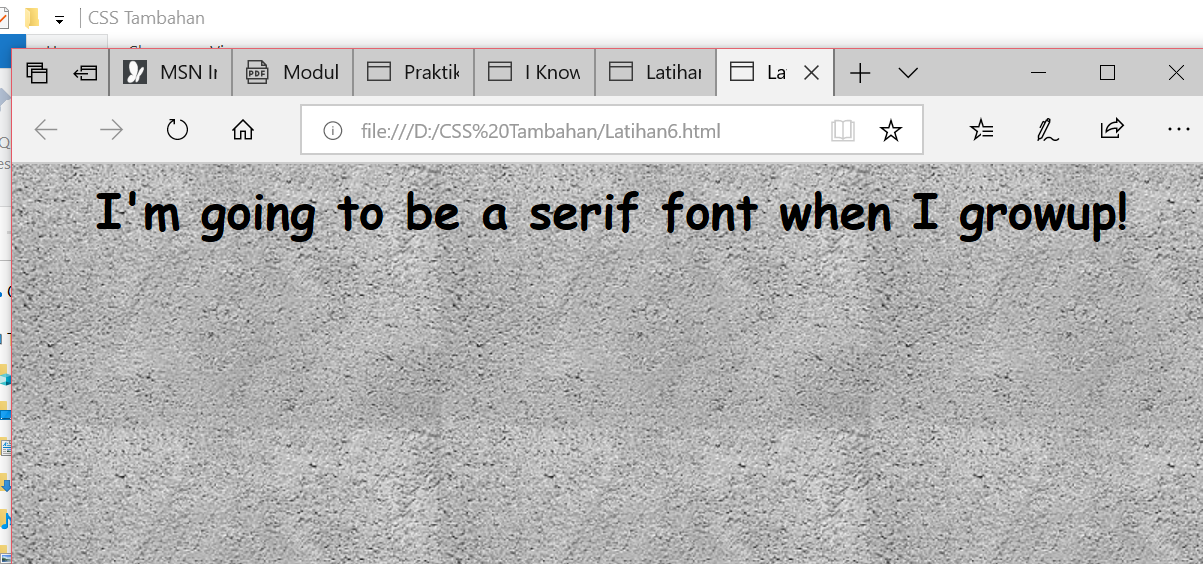 CSS Tambahan
MSN Ir
Modul
Praktik
I Know
Latihar
La
file:///D:/CSS%20Tambahan/Latihan6.html
I'm going to be a serif font when I growup!